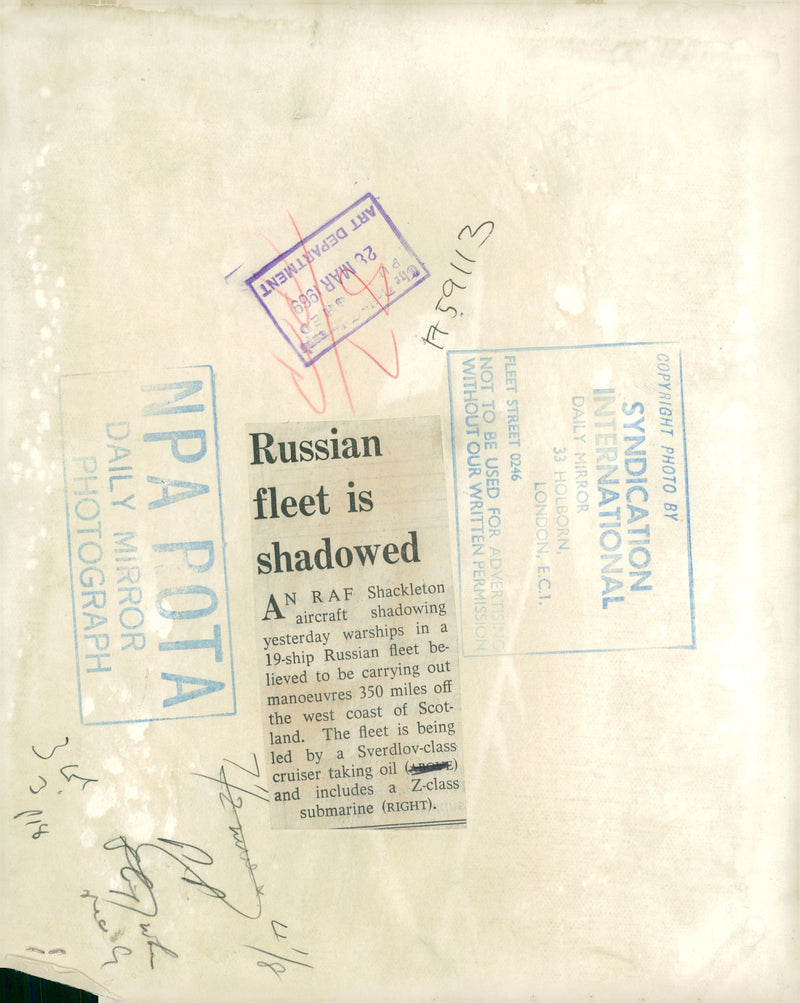 ART DEPARTMENT
28 MAR 1969
A59113
COPYRIGHT PHOTO BY
SYNDICATION
INTERNATIONAL
DAILY MIRROR
33 HOLBORN,
LONDON, E.C.1.
FLEET STREET 0246
NOT TO BE USED FOR ADVERTISING
WITHOUT OUR WRITTEN PERMISSION
NPA ROTA
DAILY MIRROR
PHOTOGRAPH
Russian
fleet is
shadowed
AN RAF Shackleton
aircraft shadowing
yesterday warships in a
19-ship Russian fleet be-
lieved to be carrying out
manoeuvres 350 miles off
the west coast of Scot-
land. The fleet is being
led by a Sverdlov-class
cruiser taking oil (ABOVE)
and includes a Z-class
submarine (RIGHT).